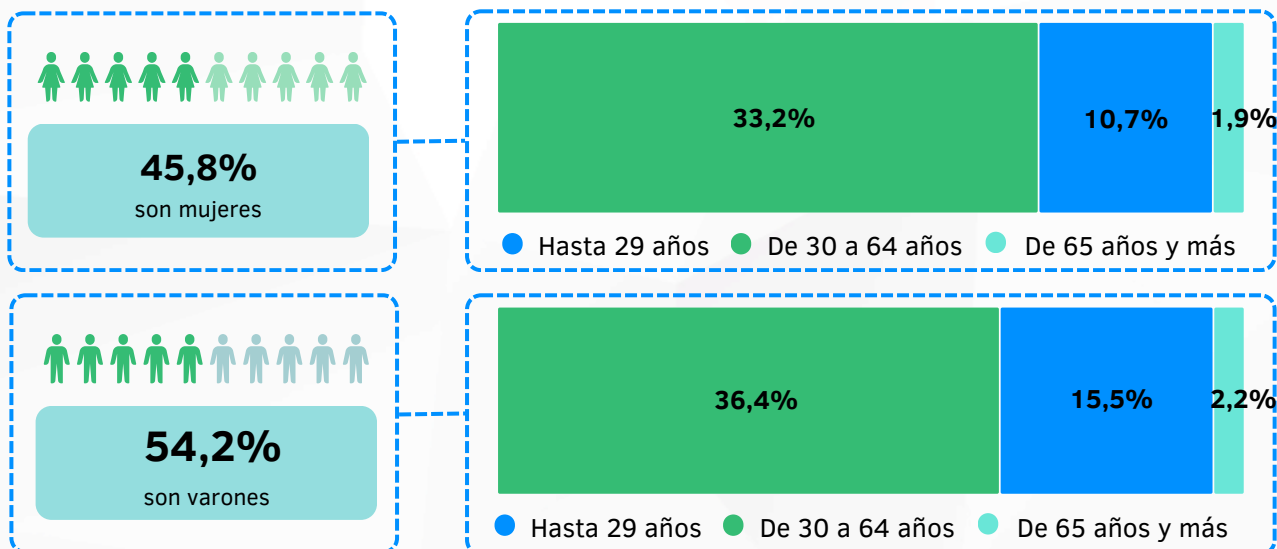 45,8%
son mujeres
33,2%
10,7%
1,9%
Hasta 29 años
De 30 a 64 años
De 65 años y más
54,2%
son varones
36,4%
15,5%
2,2%
Hasta 29 años
De 30 a 64 años
De 65 años y más